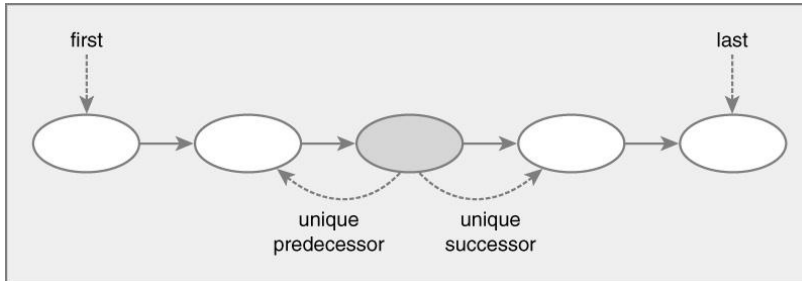 first
last
unique
predecessor
unique
successor